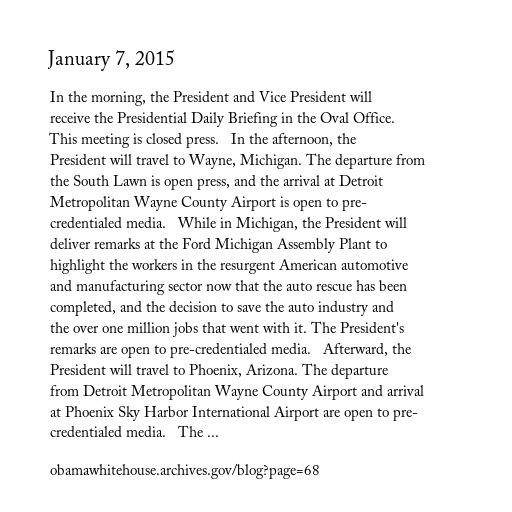 January 7, 2015
In the morning, the President and Vice President will
receive the Presidential Daily Briefing in the Oval Office.
This meeting is closed press.   In the afternoon, the
President will travel to Wayne, Michigan. The departure from
the South Lawn is open press, and the arrival at Detroit
Metropolitan Wayne County Airport is open to pre-
credentialed media.   While in Michigan, the President will
deliver remarks at the Ford Michigan Assembly Plant to
highlight the workers in the resurgent American automotive
and manufacturing sector now that the auto rescue has been
completed, and the decision to save the auto industry and
the over one million jobs that went with it. The President's
remarks are open to pre-credentialed media.   Afterward, the
President will travel to Phoenix, Arizona. The departure
from Detroit Metropolitan Wayne County Airport and arrival
at Phoenix Sky Harbor International Airport are open to pre-
credentialed media.   The ...
obamawhitehouse.archives.gov/blog?page=68